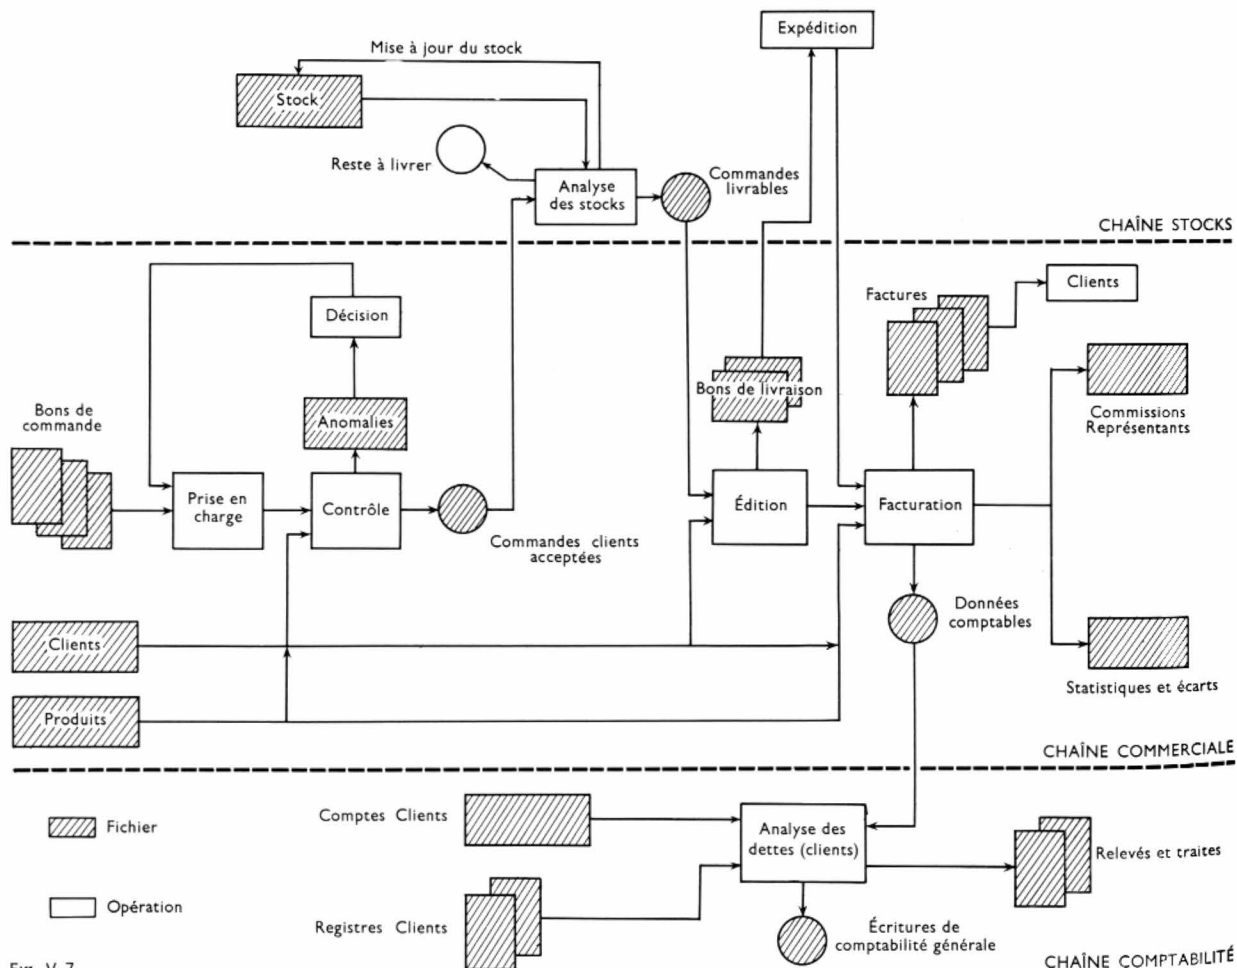 Expédition
Mise à jour du stock
Stock
Reste à livrer
Analyse
des stocks
Commandes
livrables
CHAÎNE STOCKS
Décision
Factures
Clients
Bons de livraison
Bons de
commande
Anomalies
Commissions
Représentants
Prise en
charge
Contrôle
Édition
Facturation
Commandes clients
acceptées
Données
comptables
Clients
Statistiques et écarts
Produits
CHAÎNE COMMERCIALE
Fichier
Comptes Clients
Analyse des
dettes (clients)
Relevés et traites
Opération
Registres Clients
Écritures de
comptabilité générale
CHAÎNE COMPTABILITÉ
Fig. V-7